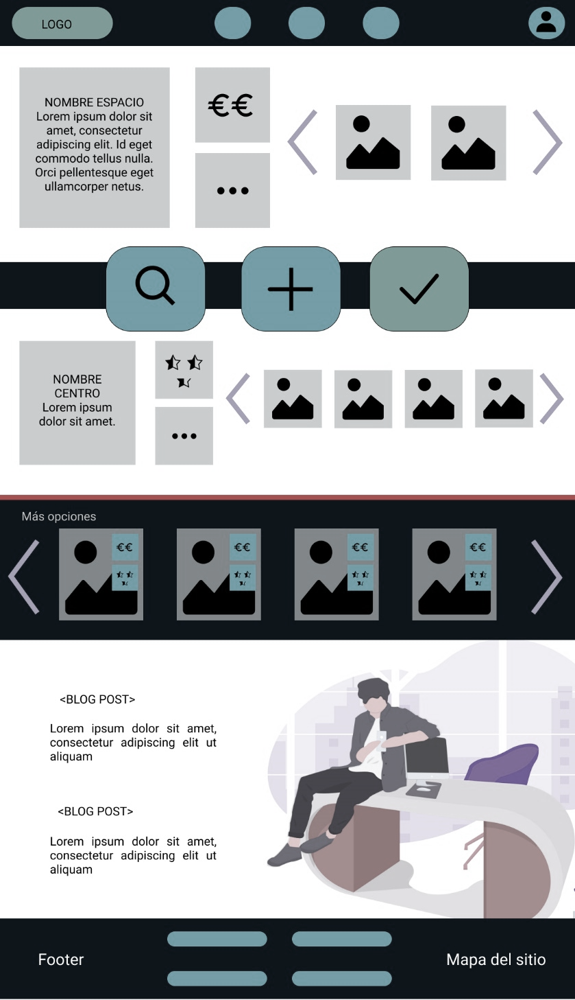 LOGO
NOMBRE ESPACIO
Lorem ipsum dolor sit
amet, consectetur
adipiscing elit. Id eget
commodo tellus nulla.
Orci pellentesque eget
ullamcorper netus.
€€
NOMBRE
CENTRO
Lorem ipsum
dolor sit amet.
Más opciones
€€
€€
€€
€€
<BLOG POST>
Lorem ipsum dolor sit amet,
consectetur adipiscing elit ut
aliquam
<BLOG POST>
Lorem ipsum dolor sit amet,
consectetur adipiscing elit ut
aliquam
Footer
Mapa del sitio